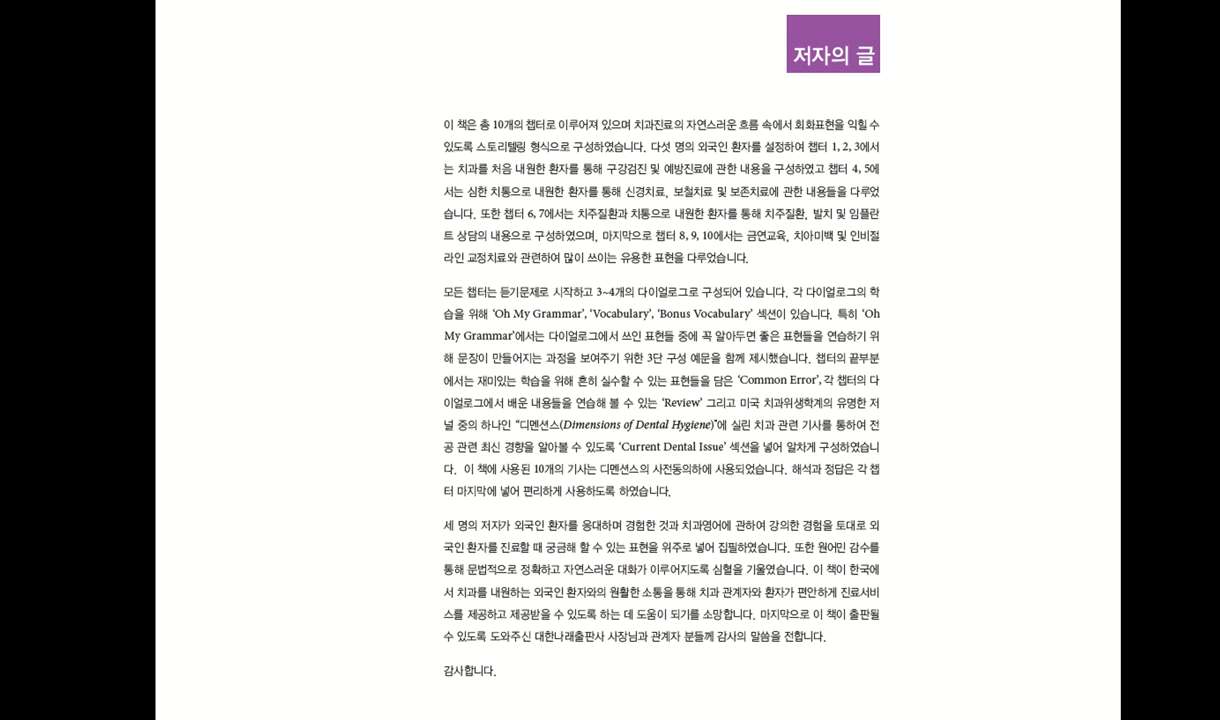 저자의 글
이 책은 총 10개의 챕터로 이루어져 있으며 치과진료의 자연스러운 흐름 속에서 회화표현을 익힐 수
있도록 스토리텔링 형식으로 구성하였습니다. 다섯 명의 외국인 환자를 설정하여 챕터 1, 2, 3에서
는 치과를 처음 내원한 환자를 통해 구강검진 및 예방진료에 관한 내용을 구성하였고 챕터 4, 5에
서는 심한 치통으로 내원한 환자를 통해 신경치료, 보철치료 및 보존치료에 관한 내용들을 다루었
습니다. 또한 챕터 6, 7에서는 치주질환과 치통으로 내원한 환자를 통해 치주질환, 발치 및 임플란
트 상담의 내용으로 구성하였으며, 마지막으로 챕터 8, 9, 10에서는 금연교육, 치아미백 및 인비절
라인 교정치료와 관련하여 많이 쓰이는 유용한 표현을 다루었습니다.
모든 챕터는 듣기문제로 시작하고 3~4개의 다이얼로그로 구성되어 있습니다. 각 다이얼로그의 학
습을 위해 ‘Oh My Grammar’, ‘Vocabulary’, ‘Bonus Vocabulary’ 섹션이 있습니다. 특히 ‘Oh
My Grammar’에서는 다이얼로그에서 쓰인 표현들 중에 꼭 알아두면 좋은 표현들을 연습하기 위
해 문장이 만들어지는 과정을 보여주기 위한 3단 구성 예문을 함께 제시했습니다. 챕터의 끝부분
에서는 재미있는 학습을 위해 흔히 실수할 수 있는 표현들을 담은 ‘Common Error’, 각 챕터의 다
이얼로그에서 배운 내용들을 연습해 볼 수 있는 ‘Review’ 그리고 미국 치과위생학계의 유명한 저
널 중의 하나인 “디멘션스(Dimensions of Dental Hygiene)”에 실린 치과 관련 기사를 통하여 전
공 관련 최신 경향을 알아볼 수 있도록 ‘Current Dental Issue’ 섹션을 넣어 알차게 구성하였습니
다. 이 책에 사용된 10개의 기사는 디멘션스의 사전동의하에 사용되었습니다. 해석과 정답은 각 챕
터 마지막에 넣어 편리하게 사용하도록 하였습니다.
세 명의 저자가 외국인 환자를 응대하며 경험한 것과 치과영어에 관하여 강의한 경험을 토대로 외
국인 환자를 진료할 때 궁금해 할 수 있는 표현을 위주로 넣어 집필하였습니다. 또한 원어민 감수를
통해 문법적으로 정확하고 자연스러운 대화가 이루어지도록 심혈을 기울였습니다. 이 책이 한국에
서 치과를 내원하는 외국인 환자와의 원활한 소통을 통해 치과 관계자와 환자가 편안하게 진료서비
스를 제공하고 제공받을 수 있도록 하는 데 도움이 되기를 소망합니다. 마지막으로 이 책이 출판될
수 있도록 도와주신 대한나래출판사 사장님과 관계자 분들께 감사의 말씀을 전합니다.
감사합니다.